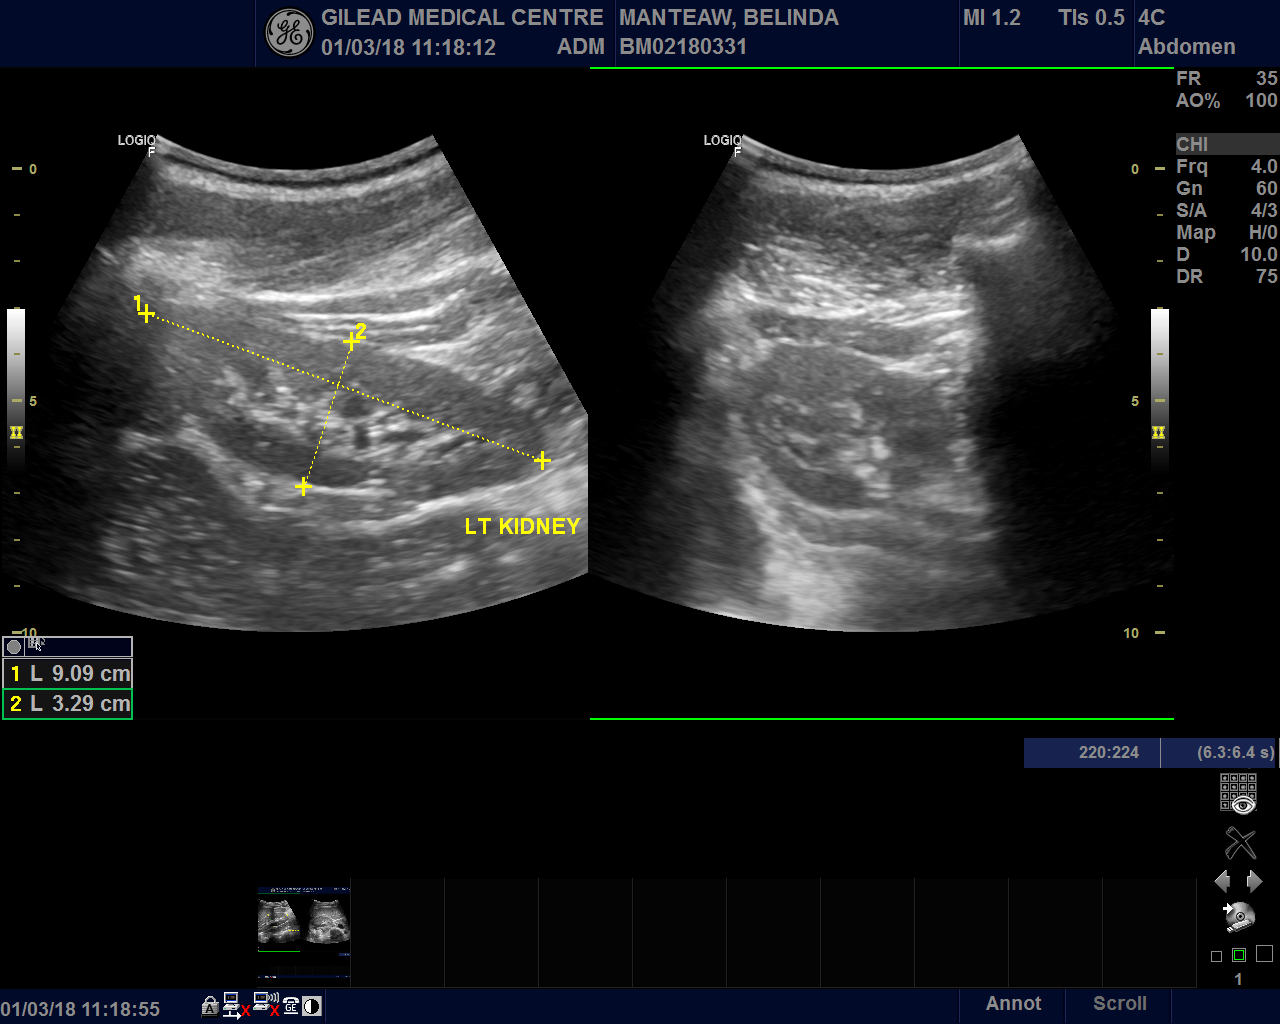 GILEAD MEDICAL CENTRE
01/03/18 11:18:12 ADM
MANTEAW, BELINDA
BM02180331
MI 1.2 TIs 0.5
4C
Abdomen
FR 35
AO% 100
CHI
Frq 4.0
Gn 60
S/A 4/3
Map H/0
D 10.0
DR 75
LOGIQ
F
0
5
10
1
2
LT KIDNEY
LOGIQ
F
0
5
10
1 L 9.09 cm
2 L 3.29 cm
220:224 (6.3:6.4 s)
1
01/03/18 11:18:55
A
GE
Annot
Scroll